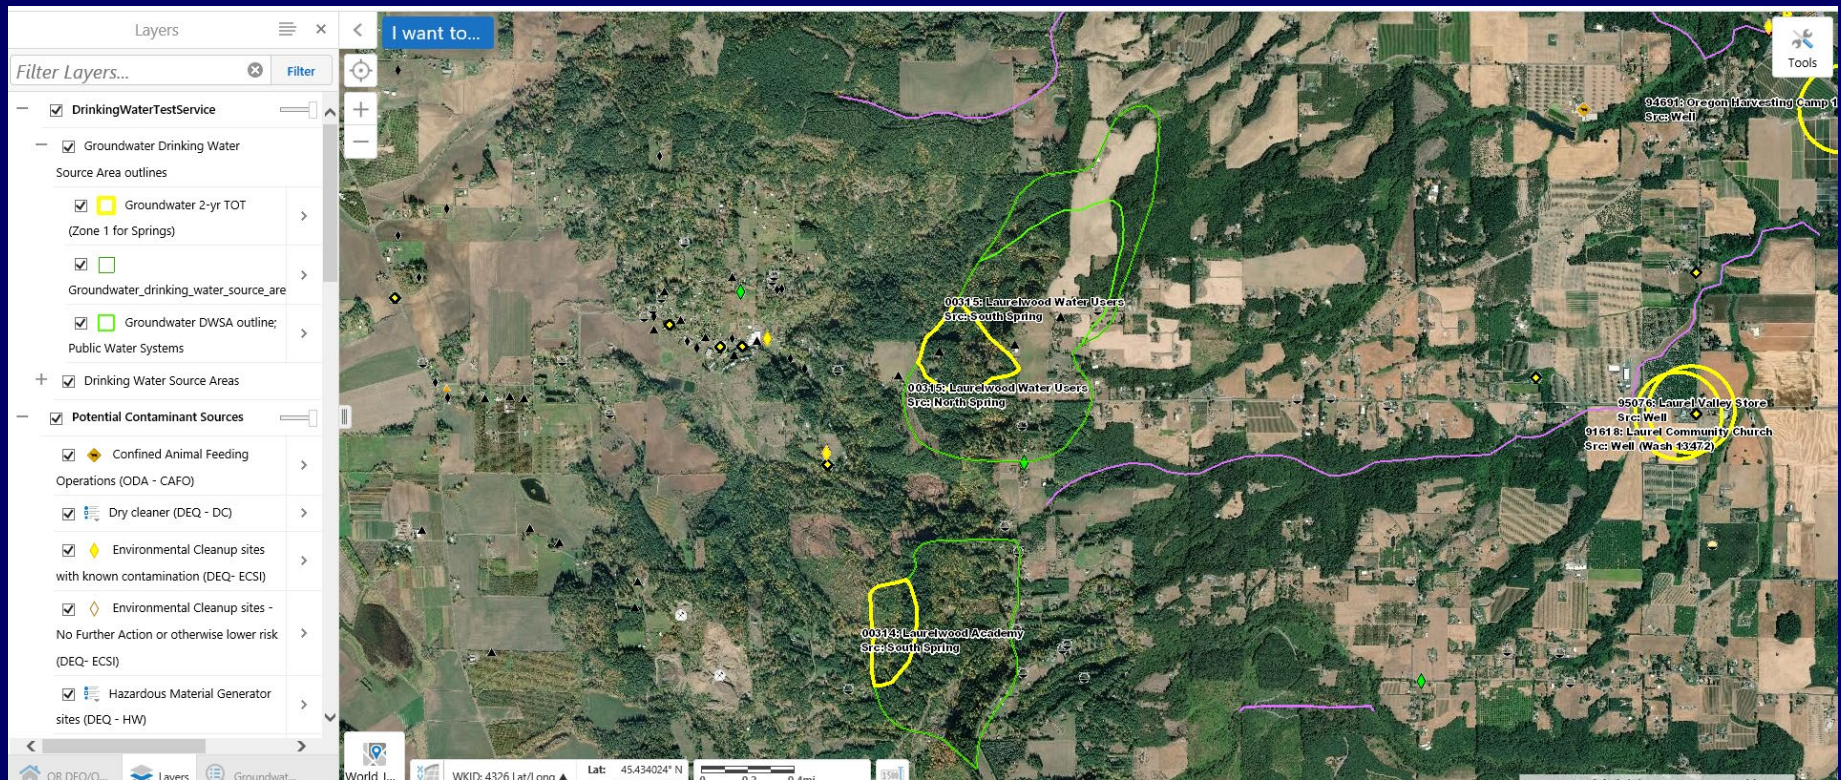 Layers
I want to...
Tools
Filter Layers...
Filter
DrinkingWaterTestService
Groundwater Drinking Water
Source Area outlines
Groundwater 2-yr TOT
(Zone 1 for Springs)
Groundwater_drinking_water_source_are
Groundwater DWSA outline;
Public Water Systems
Drinking Water Source Areas
Potential Contaminant Sources
Confined Animal Feeding
Operations (ODA - CAFO)
Dry cleaner (DEQ - DC)
Environmental Cleanup sites
with known contamination (DEQ- ECSI)
Environmental Cleanup sites -
No Further Action or otherwise lower risk
(DEQ- ECSI)
Hazardous Material Generator
sites (DEQ - HW)
Layers
Groundwat...
94691: Oregon Harvesting Camp 1
Src: Well
00315: Laurelwood Water Users
Src: South Spring
00315: Laurelwood Water Users
Src: North Spring
95076: Laurel Valley Store
Src: Well
91618: Laurel Community Church
Src: Well (Wash 13472)
00314: Laurelwood Academy
Src: South Spring
World_I...
WKID: 4326 Lat/Long
Lat: 45.434024° N